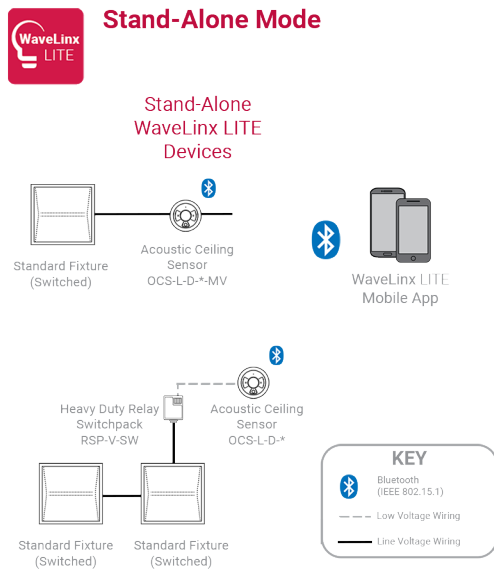 WaveLinx
LITE
Stand-Alone Mode
Stand-Alone
WaveLinx LITE
Devices
Standard Fixture
(Switched)
Acoustic Ceiling
Sensor
OCS-L-D-*-MV
WaveLinx LITE
Mobile App
Heavy Duty Relay
Switchpack
RSP-V-SW
Acoustic Ceiling
Sensor
OCS-L-D-*
Standard Fixture
(Switched)
Standard Fixture
(Switched)
KEY
Bluetooth
(IEEE 802.15.1)
Low Voltage Wiring
Line Voltage Wiring